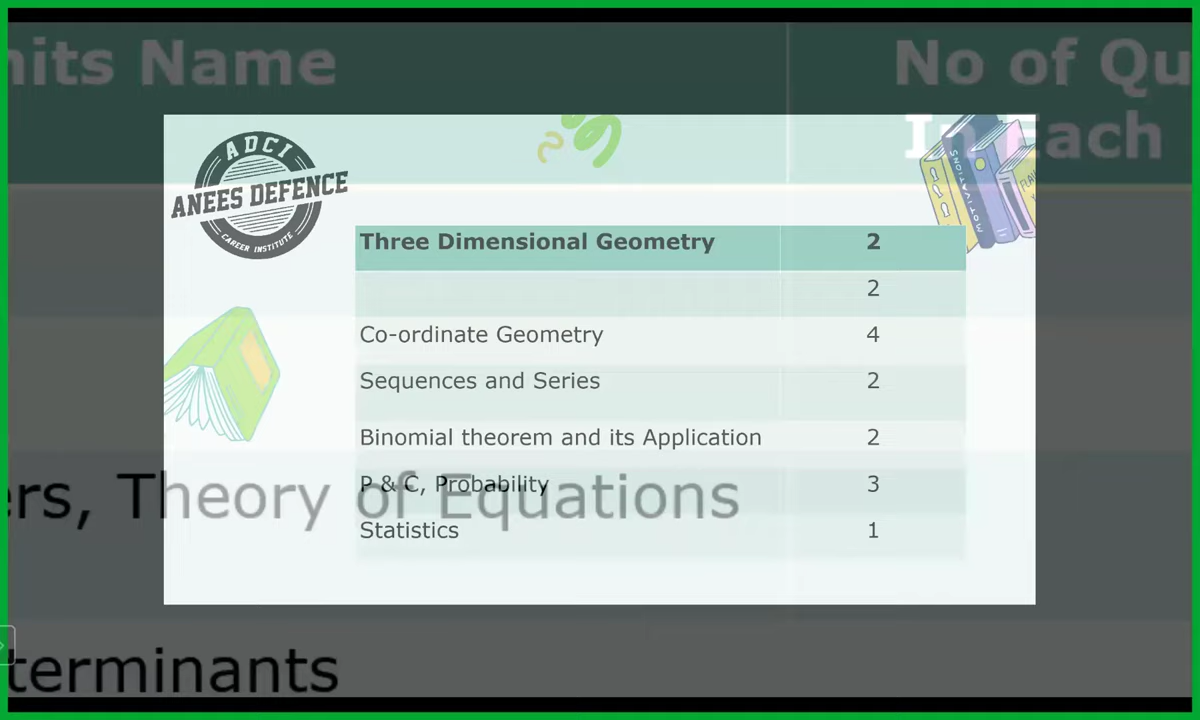 nits Name
No of Qu
In Each
ADCI
ANEES DEFENCE
CAREER INSTITUTE
MOTIVATIONS
Three Dimensional Geometry 2
2
Co-ordinate Geometry 4
Sequences and Series 2
Binomial theorem and its Application 2
P & C, Probability 3
ers, Theory of Equations
Statistics 1
terminants